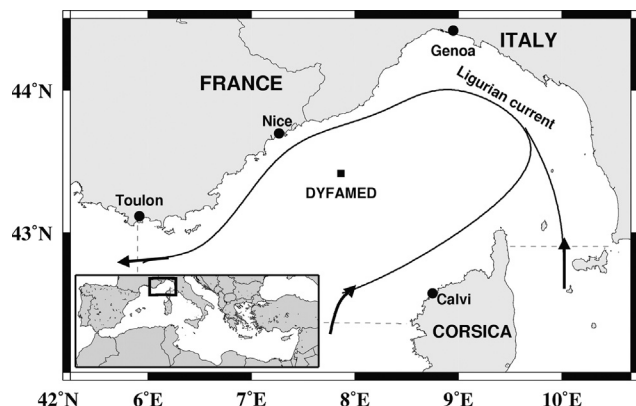 ITALY
Genoa
FRANCE
Ligurian current
44°N
Nice
DYFAMED
Toulon
43°N
Calvi
CORSICA
42°N
6°E
7°E
8°E
9°E
10°E